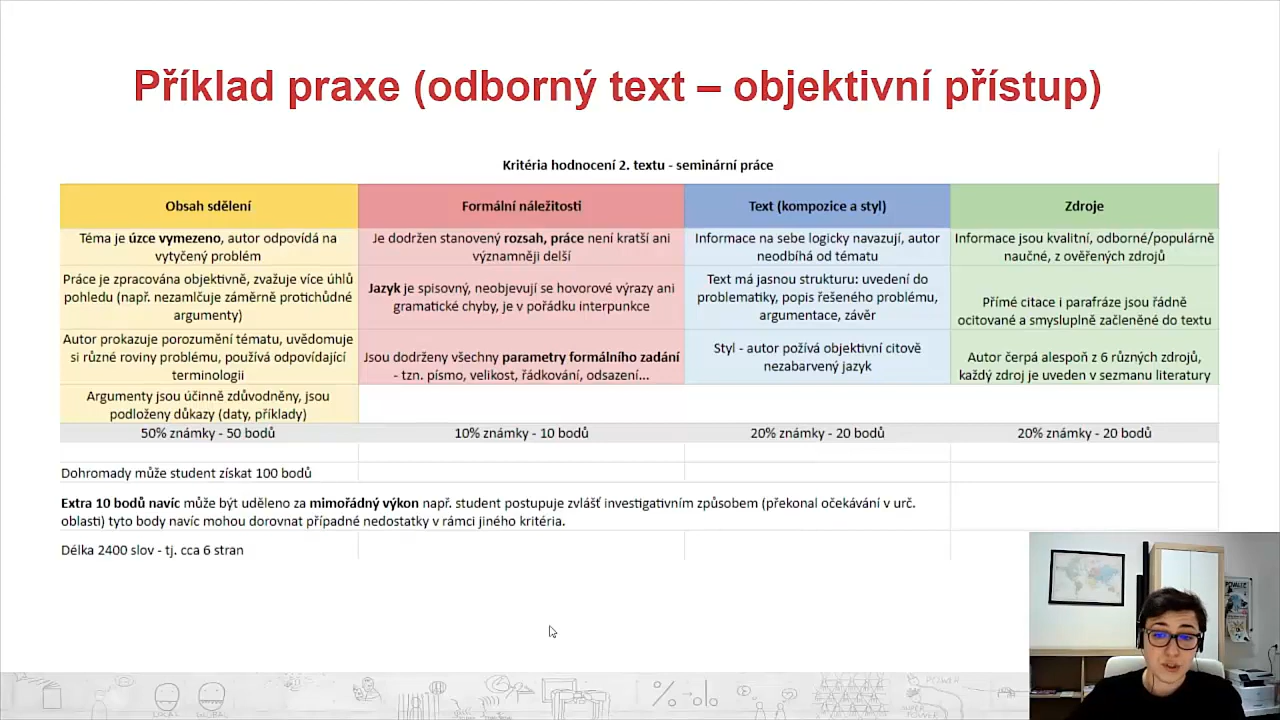 Příklad praxe (odborný text – objektivní přístup)
Kritéria hodnocení 2. textu - seminární práce
Obsah sdělení
Formální náležitosti
Text (kompozice a styl)
Zdroje
Téma je úzce vymezeno, autor odpovídá na
vytyčený problém
Je dodržen stanovený rozsah, práce není kratší ani
význámněji delší
Informace na sebe logicky navazují, autor
neodbíhá od tématu
Informace jsou kvalitní, odborné/populárně
naučné, z ověřených zdrojů
Práce je zpracována objektivně, zvažuje více úhlů
pohledu (např. nezamlčuje záměrně protichůdné
argumenty)
Jazyk je spisovný, neobjevují se hovorové výrazy ani
gramatické chyby, je v pořádku interpunkce
Text má jasnou strukturu: uvedení do
problematiky, popis řešeného problému,
argumentace, závěr
Přímé citace i parafráze jsou řádně
ocitované a smysluplně začleněné do textu
Autor prokazuje porozumění tématu, uvědomuje
si různé roviny problému, používá odpovídající
terminologii
Jsou dodrženy všechny parametry formálního zadání
- tzn. písmo, velikost, řádkování, odsazení...
Styl - autor požívá objektivní citově
nezabarvený jazyk
Autor čerpá alespoň z 6 různých zdrojů,
každý zdroj je uveden v sezmanu literatury
Argumenty jsou účinně zdůvodněny, jsou
podloženy důkazy (daty, příklady)
50% známky - 50 bodů
10% známky - 10 bodů
20% známky - 20 bodů
20% známky - 20 bodů
Dohromady může student získat 100 bodů
Extra 10 bodů navíc může být uděleno za mimořádný výkon např. student postupuje zvlášť investigativním způsobem (překonal očekávání v urč.
oblasti) tyto body navíc mohou dorovnat případné nedostatky v rámci jiného kritéria.
Délka 2400 slov - tj. cca 6 stran